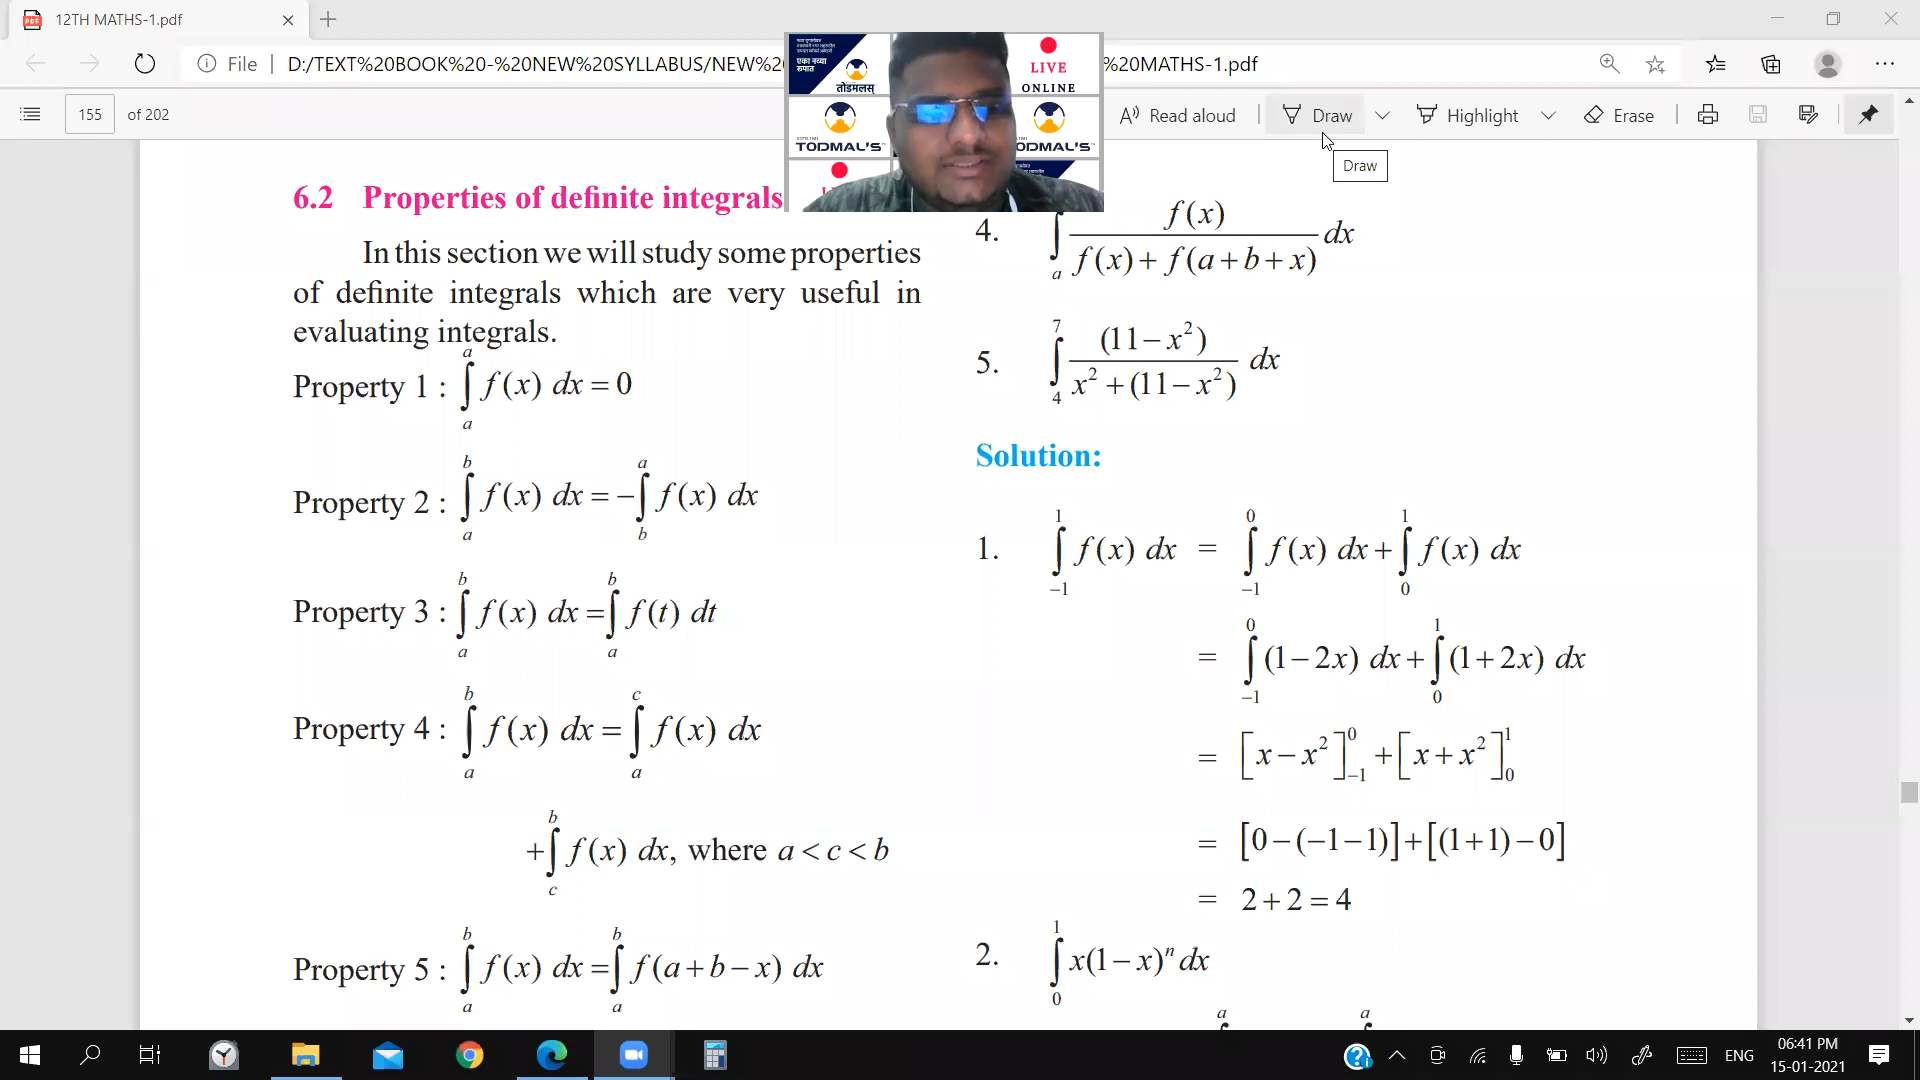 12TH MATHS-1.pdf
File
D:/TEXT%20BOOK%20-%20NEW%20SYLLABUS/NEW%2
%20MATHS-1.pdf
155 of 202
Read aloud
Draw
Highlight
Erase
Draw
एका नव्या
रुपात
तोडमलस्
LIVE
ONLINE
TODMAL'S
ODMAL'S
6.2 Properties of definite integrals
In this section we will study some properties
of definite integrals which are very useful in
evaluating integrals.
Property 1 : ∫_a^a f(x) dx = 0
Property 2 : ∫_a^b f(x) dx = −∫_b^a f(x) dx
Property 3 : ∫_a^b f(x) dx = ∫_a^b f(t) dt
Property 4 : ∫_a^b f(x) dx = ∫_a^c f(x) dx
+∫_c^b f(x) dx, where a < c < b
Property 5 : ∫_a^b f(x) dx = ∫_a^b f(a + b − x) dx
4. ∫_a f(x) / (f(x) + f(a + b + x)) dx
5. ∫_4^7 (11 − x²) / (x² + (11 − x²)) dx
Solution:
1. ∫_−1^1 f(x) dx = ∫_−1^0 f(x) dx + ∫_0^1 f(x) dx
= ∫_−1^0 (1 − 2x) dx + ∫_0^1 (1 + 2x) dx
= [x − x²]_−1^0 + [x + x²]_0^1
= [0 − (−1 − 1)] + [(1 + 1) − 0]
= 2 + 2 = 4
2. ∫_0^1 x(1 − x)ⁿ dx
a a
ENG
06:41 PM
15-01-2021